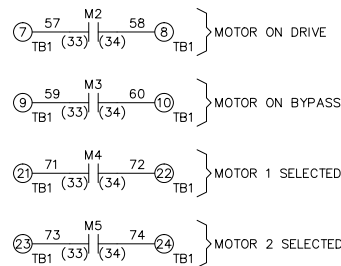 M2
7 57 58 8 MOTOR ON DRIVE
TB1 (33) (34) TB1
M3
9 59 60 10 MOTOR ON BYPASS
TB1 (33) (34) TB1
M4
21 71 72 22 MOTOR 1 SELECTED
TB1 (33) (34) TB1
M5
23 73 74 24 MOTOR 2 SELECTED
TB1 (33) (34) TB1